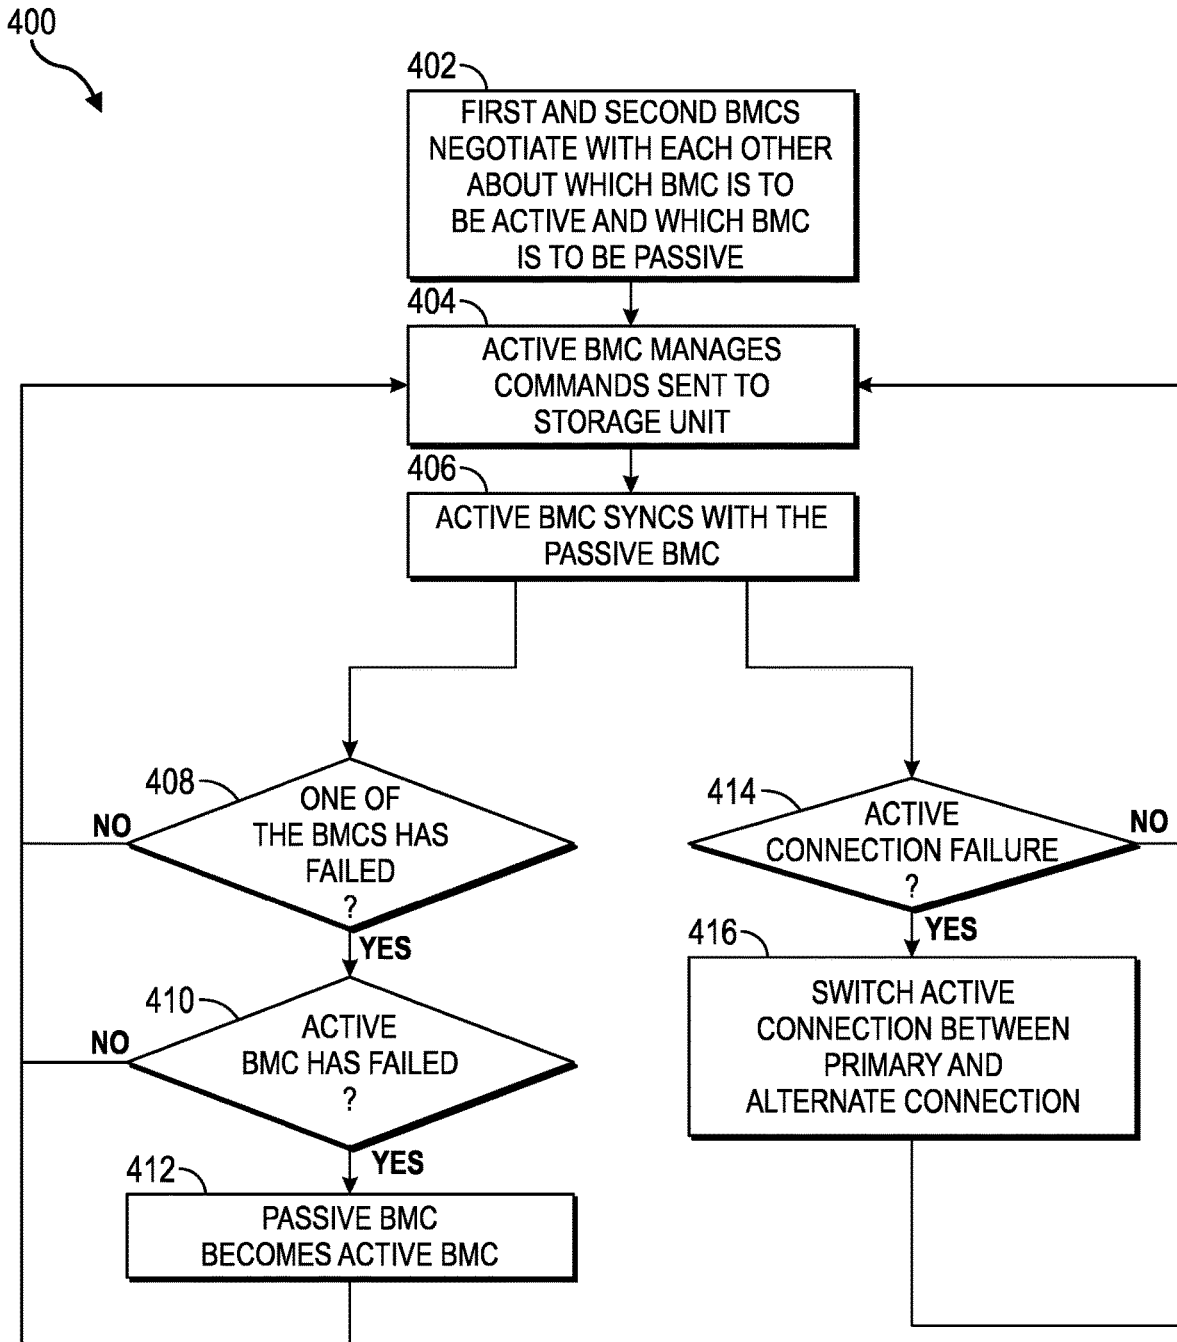 400
402
FIRST AND SECOND BMCS
NEGOTIATE WITH EACH OTHER
ABOUT WHICH BMC IS TO
BE ACTIVE AND WHICH BMC
IS TO BE PASSIVE
404
ACTIVE BMC MANAGES
COMMANDS SENT TO
STORAGE UNIT
406
ACTIVE BMC SYNCS WITH THE
PASSIVE BMC
408
NO
ONE OF
THE BMCS HAS
FAILED
?
YES
410
NO
ACTIVE
BMC HAS FAILED
?
YES
412
PASSIVE BMC
BECOMES ACTIVE BMC
414
ACTIVE
CONNECTION FAILURE
?
NO
YES
416
SWITCH ACTIVE
CONNECTION BETWEEN
PRIMARY AND
ALTERNATE CONNECTION